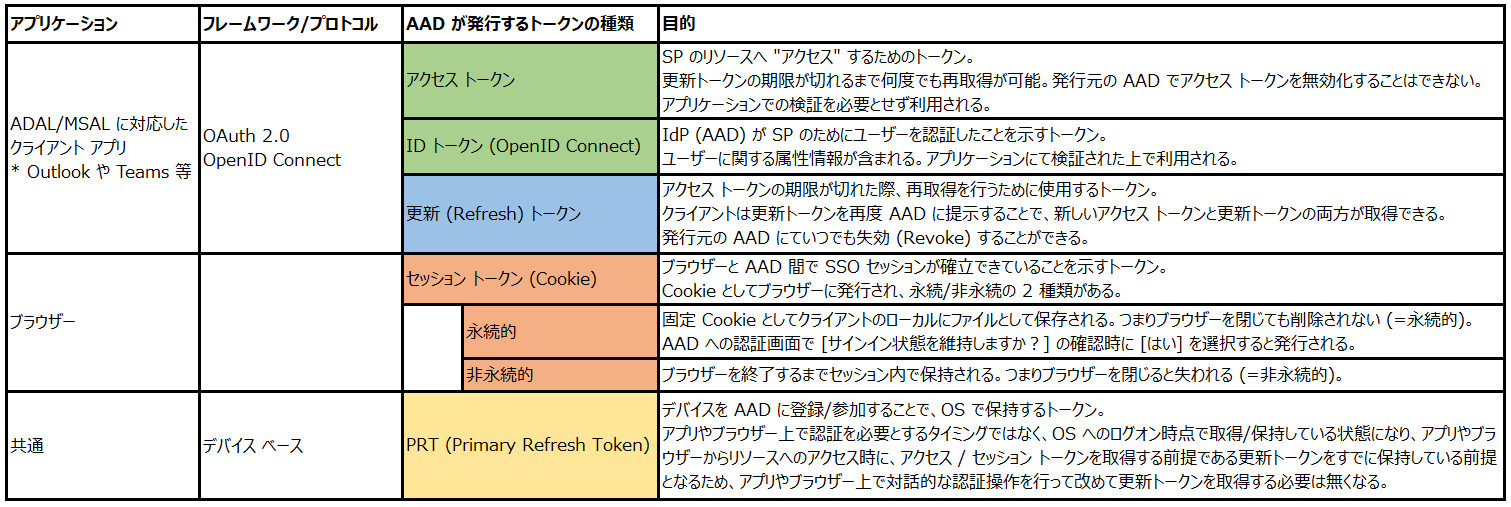 アプリケーション
フレームワーク/プロトコル
AAD が発行するトークンの種類
目的
ADAL/MSAL に対応した
クライアント アプリ
* Outlook や Teams 等
OAuth 2.0
OpenID Connect
アクセス トークン
SP のリソースへ "アクセス" するためのトークン。
更新トークンの期限が切れるまで何度でも再取得が可能。発行元の AAD でアクセス トークンを無効化することはできない。
アプリケーションでの検証を必要とせず利用される。
ID トークン (OpenID Connect)
IdP (AAD) が SP のためにユーザーを認証したことを示すトークン。
ユーザーに関する属性情報が含まれる。アプリケーションにて検証された上で利用される。
更新 (Refresh) トークン
アクセス トークンの期限が切れた際、再取得を行うために使用するトークン。
クライアントは更新トークンを再度 AAD に提示することで、新しいアクセス トークンと更新トークンの両方が取得できる。
発行元の AAD にていつでも失効 (Revoke) することができる。
ブラウザー
セッション トークン (Cookie)
ブラウザーと AAD 間で SSO セッションが確立できていることを示すトークン。
Cookie としてブラウザーに発行され、永続/非永続の 2 種類がある。
永続的
固定 Cookie としてクライアントのローカルにファイルとして保存される。つまりブラウザーを閉じても削除されない (=永続的)。
AAD への認証画面で [サインイン状態を維持しますか？] の確認時に [はい] を選択すると発行される。
非永続的
ブラウザーを終了するまでセッション内で保持される。つまりブラウザーを閉じると失われる (=非永続的)。
共通
デバイス ベース
PRT (Primary Refresh Token)
デバイスを AAD に登録/参加することで、OS で保持するトークン。
アプリやブラウザー上で認証を必要とするタイミングではなく、OS へのログオン時点で取得/保持している状態になり、アプリやブラ
ウザーからリソースへのアクセス時に、アクセス / セッション トークンを取得する前提である更新トークンをすでに保持している前提
となるため、アプリやブラウザー上で対話的な認証操作を行って改めて更新トークンを取得する必要は無くなる。